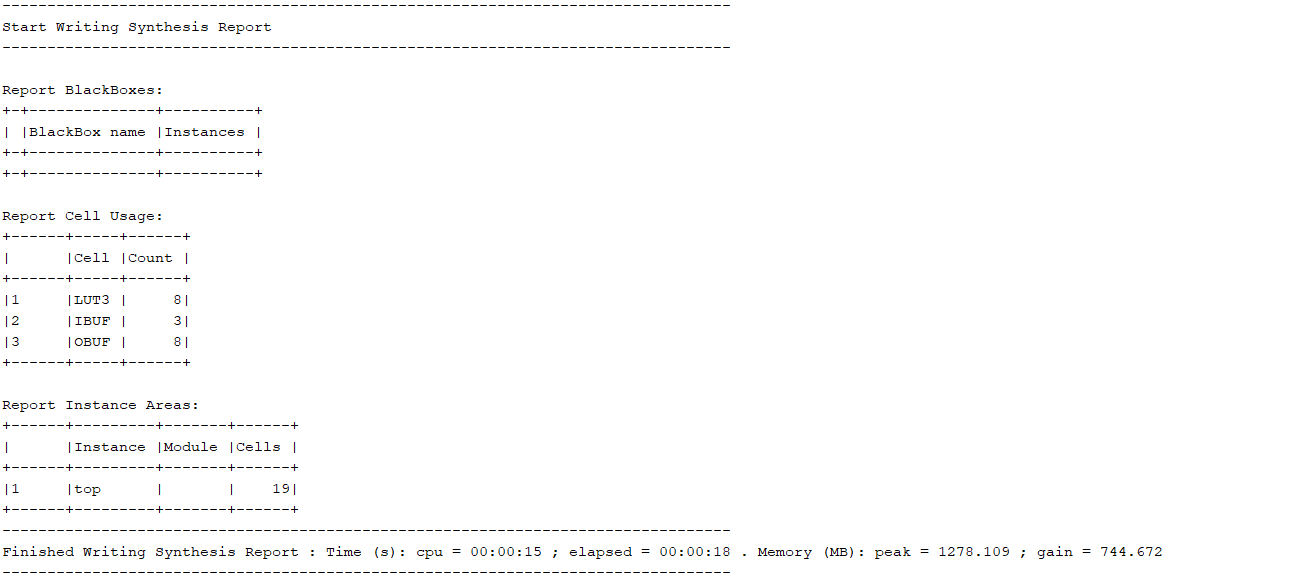 ---------------------------------------------------------------------------------
Start Writing Synthesis Report
---------------------------------------------------------------------------------

Report BlackBoxes:
+-+--------------+----------+
| |BlackBox name |Instances |
+-+--------------+----------+
+-+--------------+----------+

Report Cell Usage:
+------+-----+------+
|      |Cell |Count |
+------+-----+------+
|1     |LUT3 |     8|
|2     |IBUF |     3|
|3     |OBUF |     8|
+------+-----+------+

Report Instance Areas:
+------+---------+-------+------+
|      |Instance |Module |Cells |
+------+---------+-------+------+
|1     |top      |       |    19|
+------+---------+-------+------+
---------------------------------------------------------------------------------
Finished Writing Synthesis Report : Time (s): cpu = 00:00:15 ; elapsed = 00:00:18 . Memory (MB): peak = 1278.109 ; gain = 744.672
---------------------------------------------------------------------------------